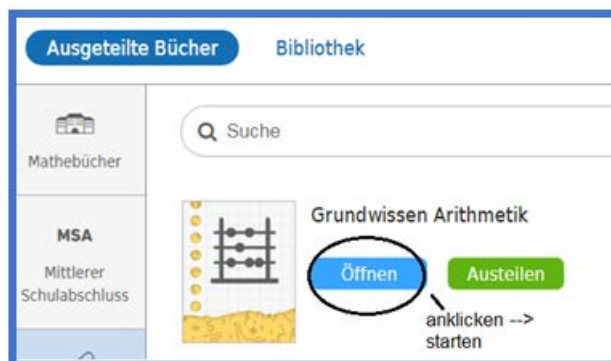 Ausgeteilte Bücher
Bibliothek
Mathebücher
Suche
MSA
Mittlerer
Schulabschluss
Grundwissen Arithmetik
Öffnen
Austeilen
anklicken -->
starten